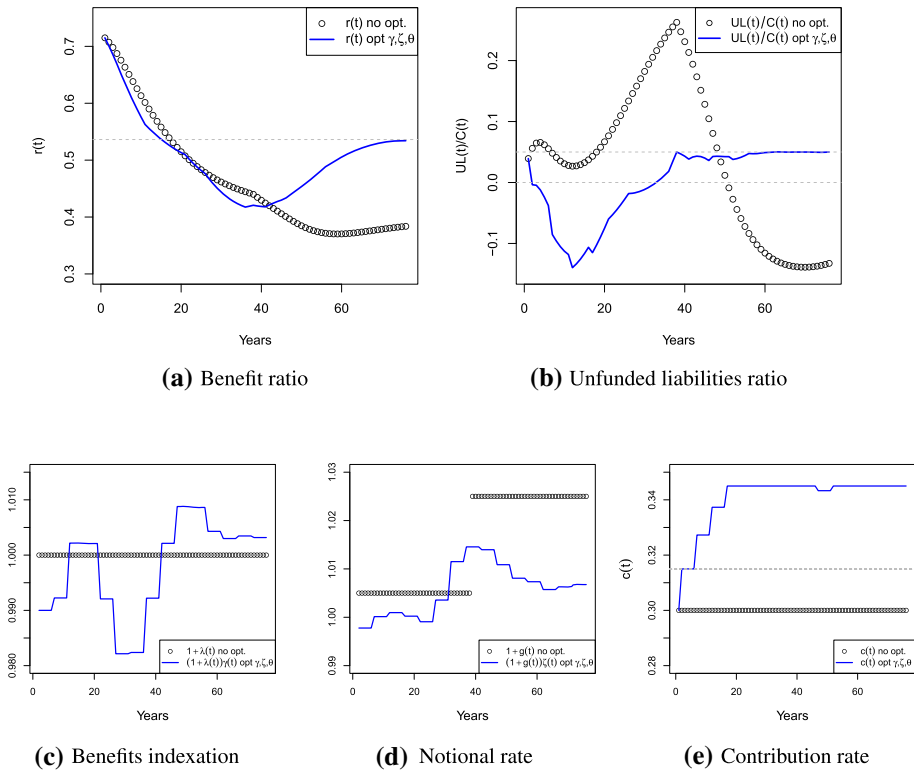 r(t) no opt.
r(t) opt γ,ζ,θ
0.7
0.6
0.5
0.4
0.3
r(t)
0 20 40 60
Years
(a) Benefit ratio
UL(t)/C(t) no opt.
UL(t)/C(t) opt γ,ζ,θ
0.2
0.1
0.0
−0.1
UL(t)/C(t)
0 20 40 60
Years
(b) Unfunded liabilities ratio
1.010
1.000
0.990
0.980
1+λ(t) no opt.
(1+λ(t))γ(t) opt γ,ζ,θ
0 20 40 60
Years
(c) Benefits indexation
1.03
1.02
1.01
1.00
0.99
1+g(t) no opt.
(1+g(t))ζ(t) opt γ,ζ,θ
0 20 40 60
Years
(d) Notional rate
0.34
0.32
0.30
0.28
c(t)
c(t) no opt.
c(t) opt γ,ζ,θ
0 20 40 60
Years
(e) Contribution rate